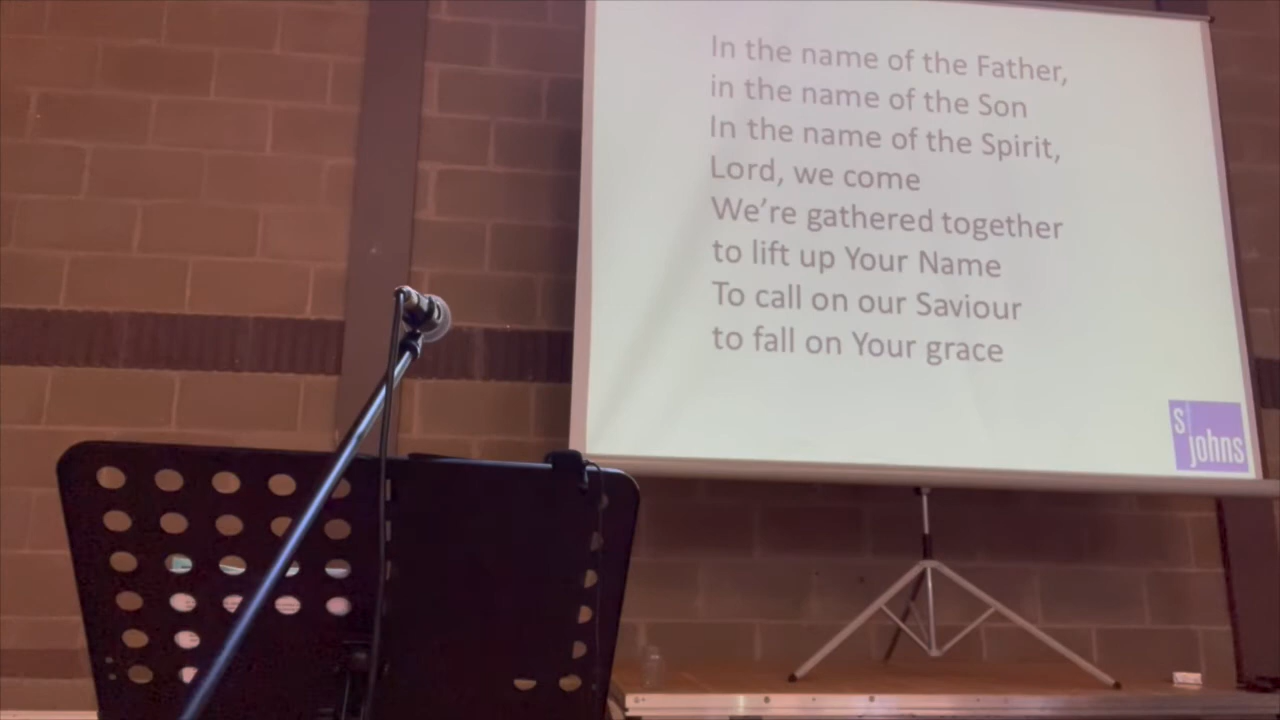 In the name of the Father,
in the name of the Son
In the name of the Spirit,
Lord, we come
We’re gathered together
to lift up Your Name
To call on our Saviour
to fall on Your grace
s
johns